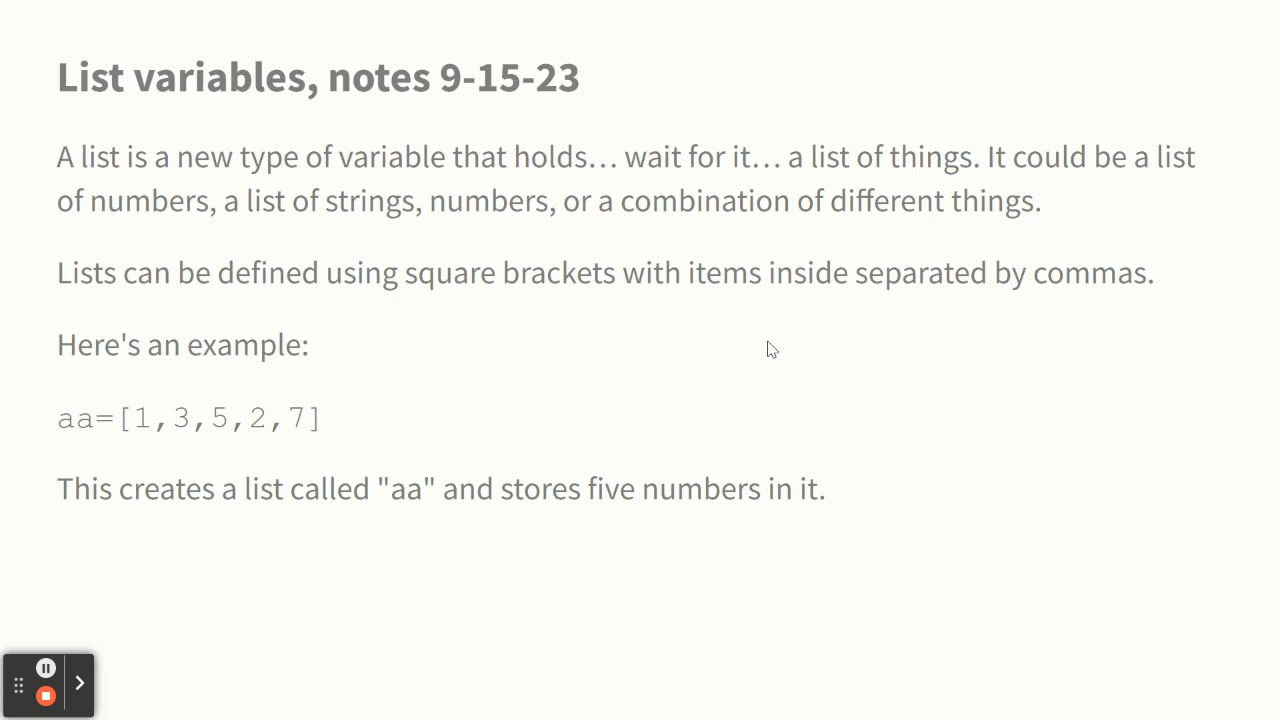 List variables, notes 9-15-23
A list is a new type of variable that holds… wait for it… a list of things. It could be a list
of numbers, a list of strings, numbers, or a combination of different things.
Lists can be defined using square brackets with items inside separated by commas.
Here's an example:
aa=[1,3,5,2,7]
This creates a list called "aa" and stores five numbers in it.